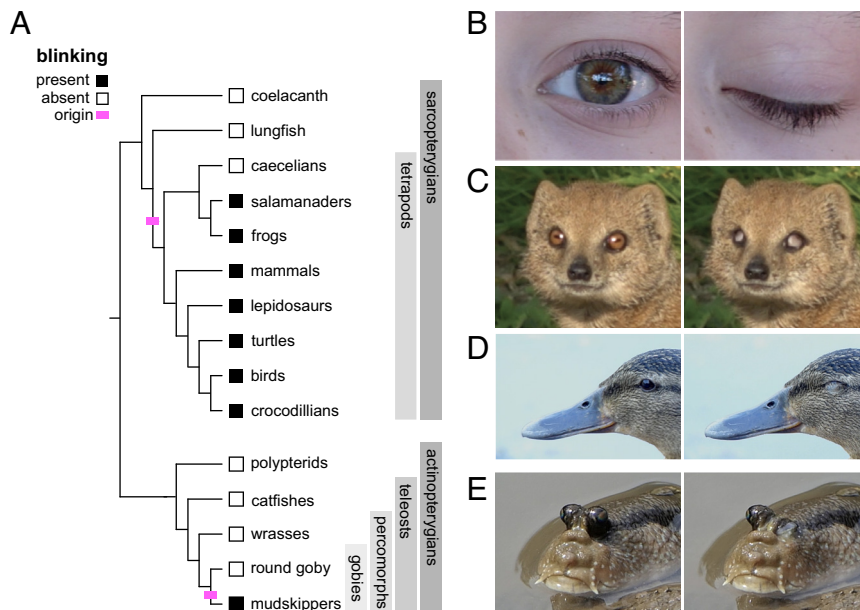 A
blinking
present
absent
origin
coelacanth
lungfish
caecelians
salamanaders
frogs
mammals
lepidosaurs
turtles
birds
crocodillians
tetrapods
sarcopterygians
polypterids
catfishes
wrasses
round goby
mudskippers
gobies
percomorphs
teleosts
actinopterygians
B
C
D
E